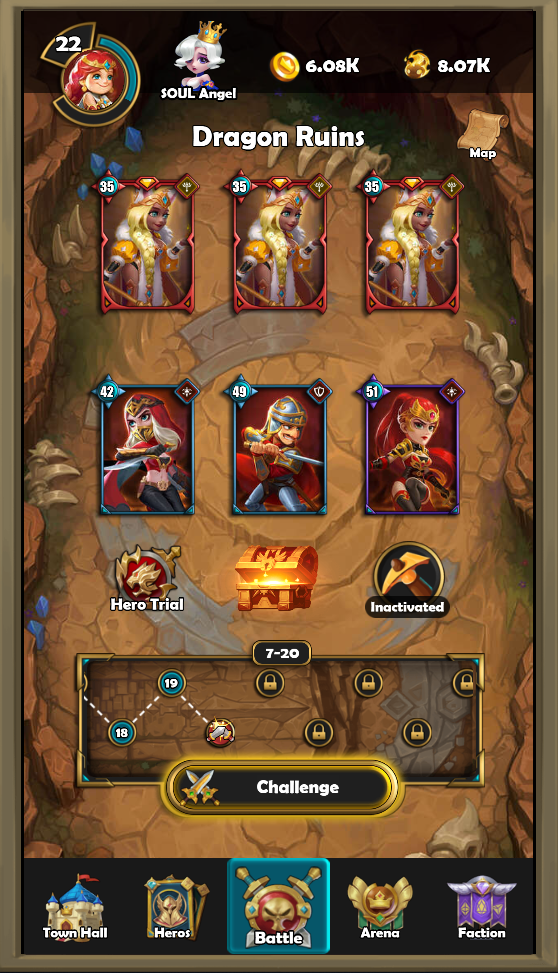 22
SOUL Angel
6.08K
8.07K
Dragon Ruins
Map
35
35
35
42
49
51
Hero Trial
Inactivated
7-20
19
18
Challenge
Town Hall
Heros
Battle
Arena
Faction